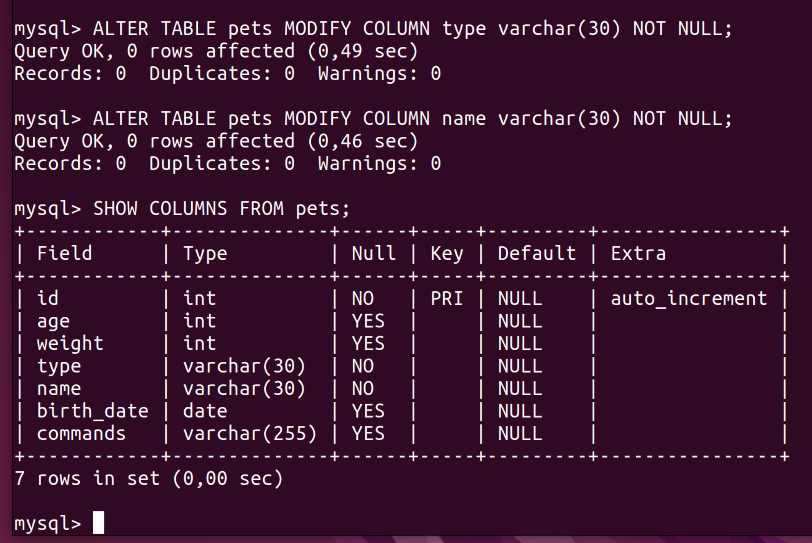 mysql> ALTER TABLE pets MODIFY COLUMN type varchar(30) NOT NULL;
Query OK, 0 rows affected (0,49 sec)
Records: 0  Duplicates: 0  Warnings: 0

mysql> ALTER TABLE pets MODIFY COLUMN name varchar(30) NOT NULL;
Query OK, 0 rows affected (0,46 sec)
Records: 0  Duplicates: 0  Warnings: 0

mysql> SHOW COLUMNS FROM pets;
+------------+--------------+------+-----+---------+----------------+
| Field      | Type         | Null | Key | Default | Extra          |
+------------+--------------+------+-----+---------+----------------+
| id         | int          | NO   | PRI | NULL    | auto_increment |
| age        | int          | YES  |     | NULL    |                |
| weight     | int          | YES  |     | NULL    |                |
| type       | varchar(30)  | NO   |     | NULL    |                |
| name       | varchar(30)  | NO   |     | NULL    |                |
| birth_date | date         | YES  |     | NULL    |                |
| commands   | varchar(255) | YES  |     | NULL    |                |
+------------+--------------+------+-----+---------+----------------+
7 rows in set (0,00 sec)

mysql>